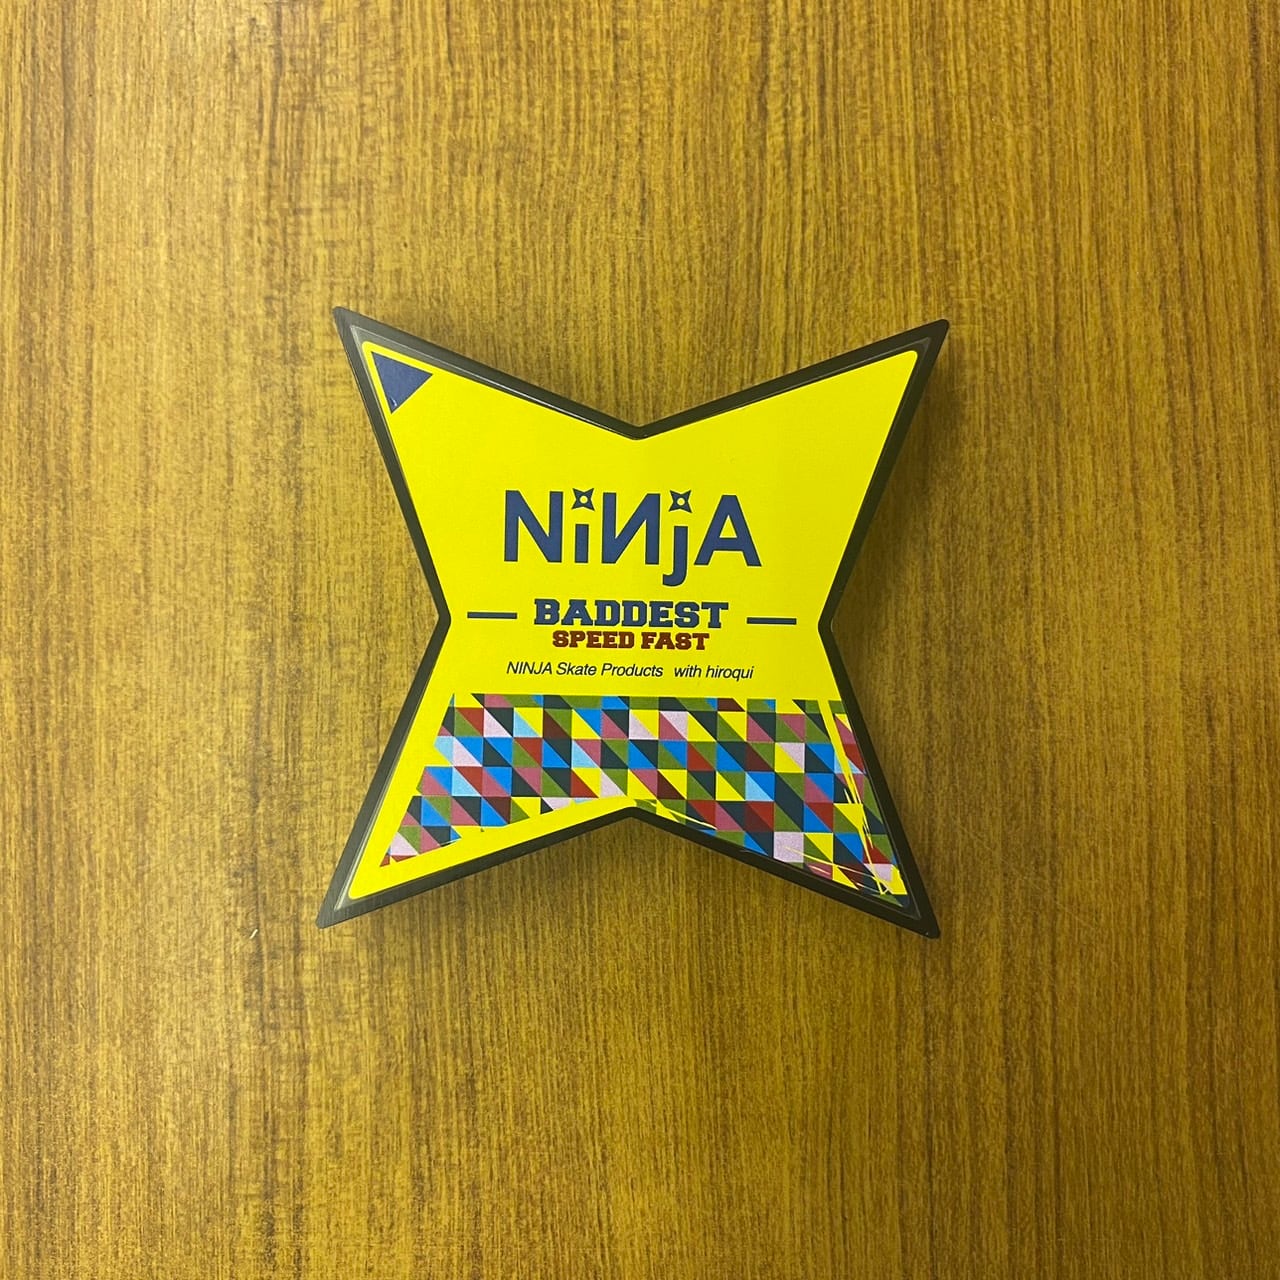 NiNjA
BADDEST
SPEED FAST
NINJA Skate Products with hiroqui